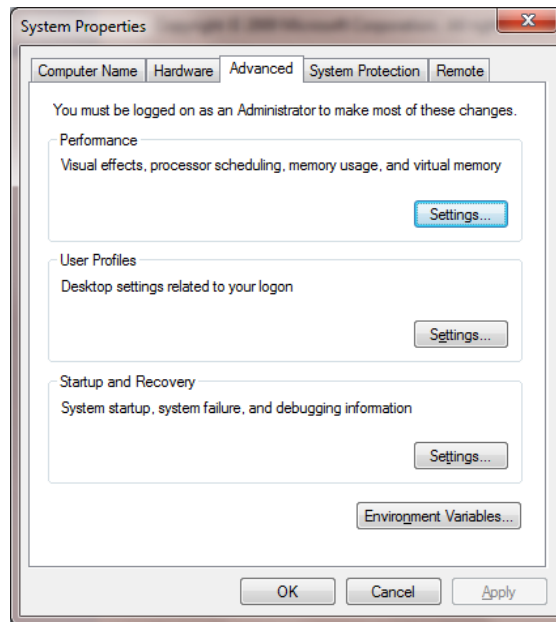 System Properties
Computer Name Hardware Advanced System Protection Remote
You must be logged on as an Administrator to make most of these changes.
Performance
Visual effects, processor scheduling, memory usage, and virtual memory
Settings...
User Profiles
Desktop settings related to your logon
Settings...
Startup and Recovery
System startup, system failure, and debugging information
Settings...
Environment Variables...
OK Cancel Apply